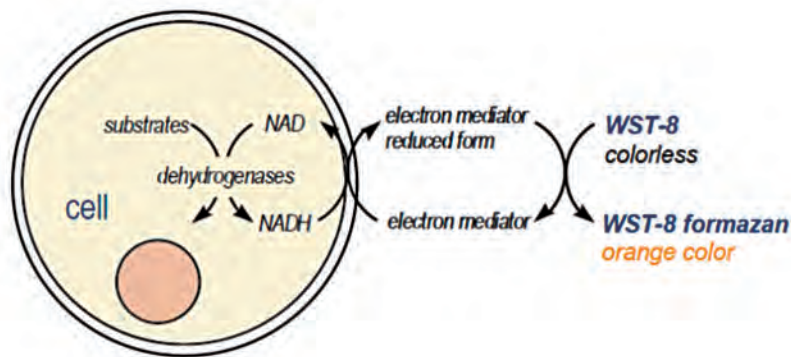 substrates
NAD
dehydrogenases
cell
NADH
electron mediator
reduced form
electron mediator
WST-8
colorless
WST-8 formazan
orange color